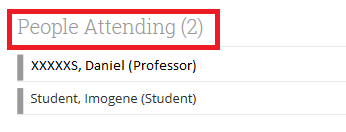 People Attending (2)
XXXXXS, Daniel (Professor)
Student, Imogene (Student)